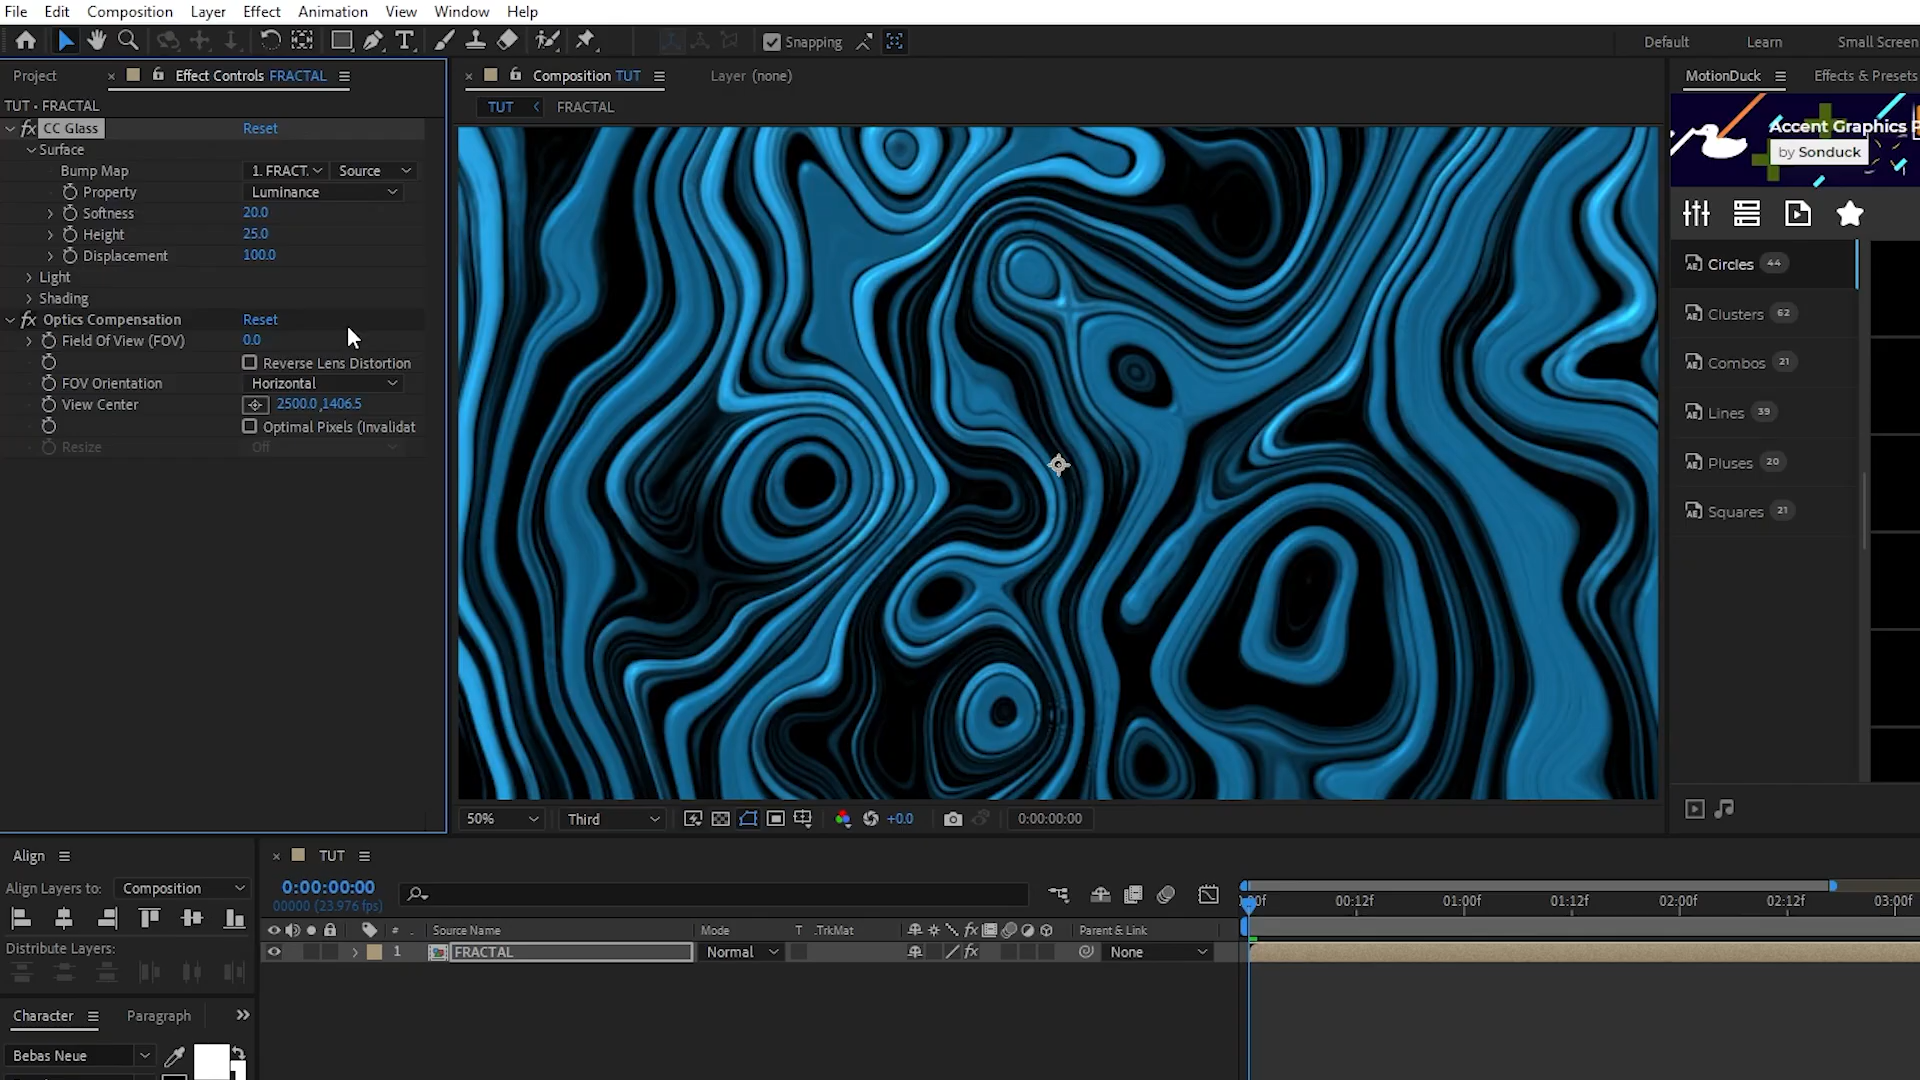 File Edit Composition Layer Effect Animation View Window Help
Snapping
Default Learn Small Screen
Project Effect Controls FRACTAL
Composition TUT Layer (none)
MotionDuck Effects & Presets
TUT • FRACTAL
TUT FRACTAL
fx CC Glass Reset
Surface
Bump Map 1. FRACT. Source
Property Luminance
Softness 20.0
Height 25.0
Displacement 100.0
Light
Shading
fx Optics Compensation Reset
Field Of View (FOV) 0.0
Reverse Lens Distortion
FOV Orientation Horizontal
View Center 2500.0,1406.5
Optimal Pixels (Invalidat
Resize Off
Accent Graphics P
by Sonduck
Circles 44
Clusters 62
Combos 21
Lines 39
Pluses 20
Squares 21
50% Third +0.0 0:00:00:00
Align
Align Layers to: Composition
Distribute Layers:
Character Paragraph
Bebas Neue
TUT
0:00:00:00
00000 (23.976 fps)
00:12f 01:00f 01:12f 02:00f 02:12f 03:00f
# Source Name Mode T .TrkMat fx Parent & Link
1 FRACTAL Normal fx None